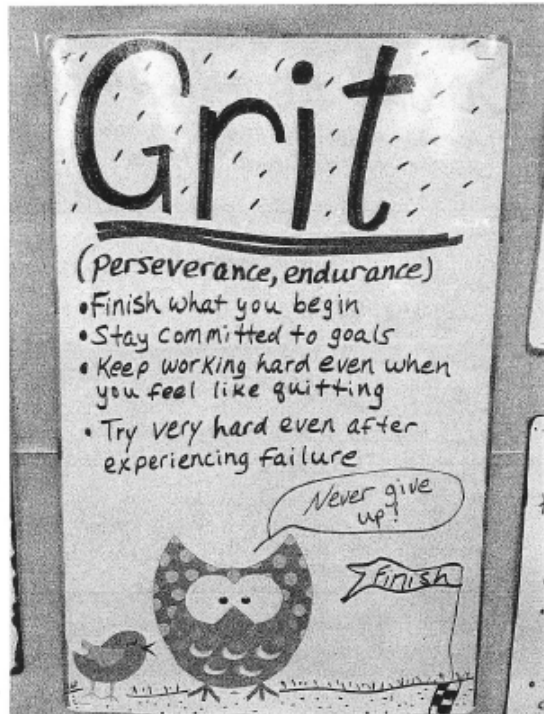 Grit
(perseverance, endurance)
• Finish what you begin
• Stay committed to goals
• Keep working hard even when
you feel like quitting
• Try very hard even after
experiencing failure
Never give
up!
Finish